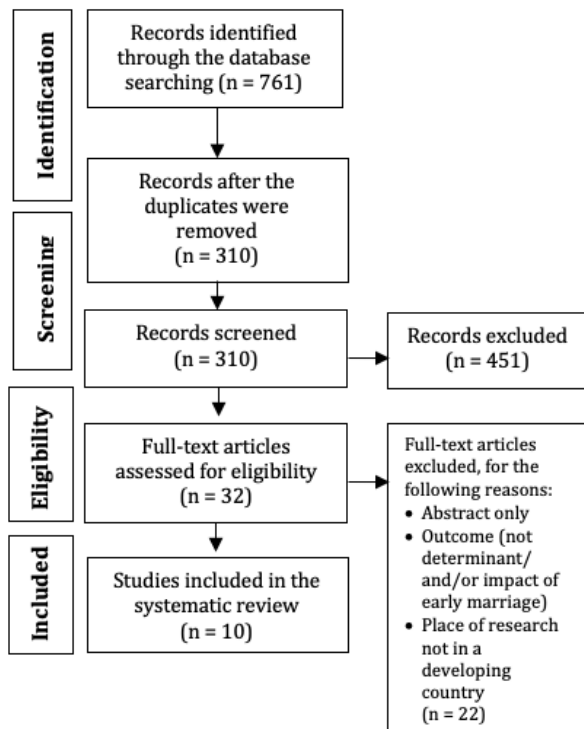 Identification
Records identified
through the database
searching (n = 761)
Records after the
duplicates were
removed
(n = 310)
Screening
Records screened
(n = 310)
Records excluded
(n = 451)
Eligibility
Full-text articles
assessed for eligibility
(n = 32)
Full-text articles
excluded, for the
following reasons:
• Abstract only
• Outcome (not
determinant/
and/or impact of
early marriage)
• Place of research
not in a
developing
country
(n = 22)
Included
Studies included in the
systematic review
(n = 10)